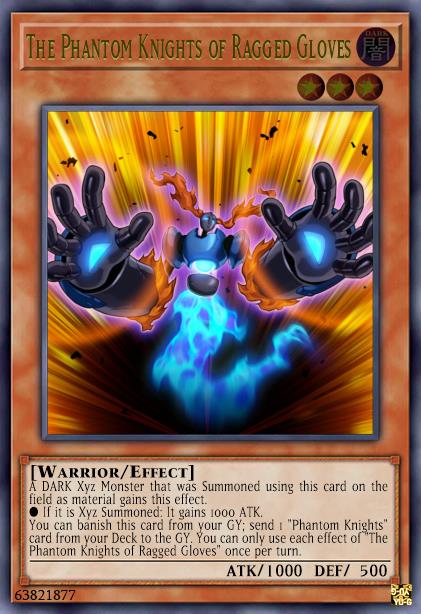 The Phantom Knights of Ragged Gloves
DARK
闇
[Warrior/Effect]
A DARK Xyz Monster that was Summoned using this card on the
field as material gains this effect.
● If it is Xyz Summoned: It gains 1000 ATK.
You can banish this card from your GY; send 1 "Phantom Knights"
card from your Deck to the GY. You can only use each effect of "The
Phantom Knights of Ragged Gloves" once per turn.
ATK/1000 DEF/ 500
63821877